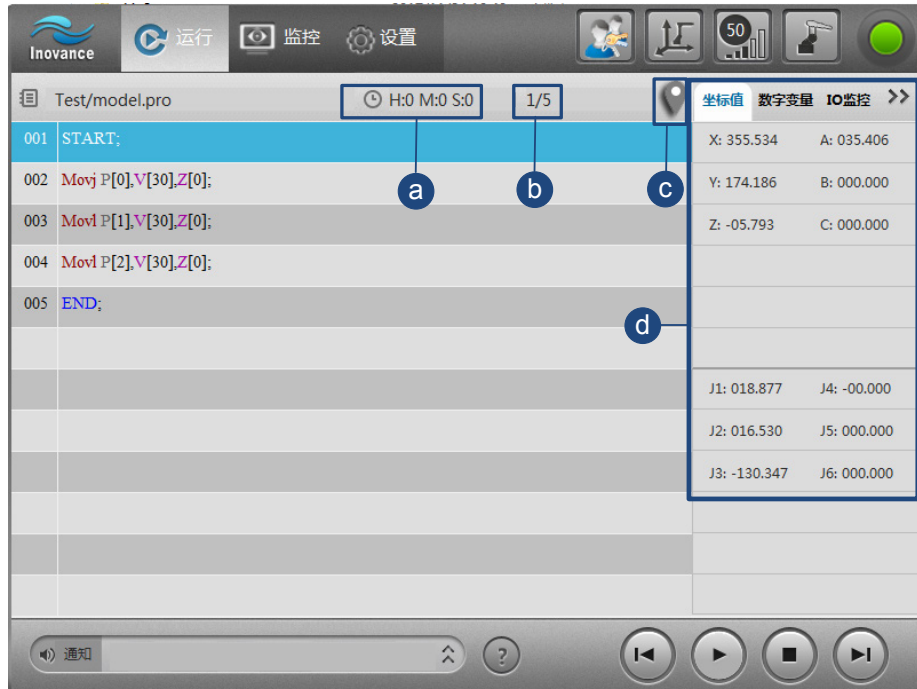 Inovance 运行 监控 设置 50
Test/model.pro H:0 M:0 S:0 1/5 坐标值 数字变量 IO监控
001 START; X: 355.534 A: 035.406
002 Movj P[0],V[30],Z[0]; Y: 174.186 B: 000.000
a b c
003 Movl P[1],V[30],Z[0]; Z: -05.793 C: 000.000
004 Movl P[2],V[30],Z[0];
005 END;
d
J1: 018.877 J4: -00.000
J2: 016.530 J5: 000.000
J3: -130.347 J6: 000.000
通知 ?